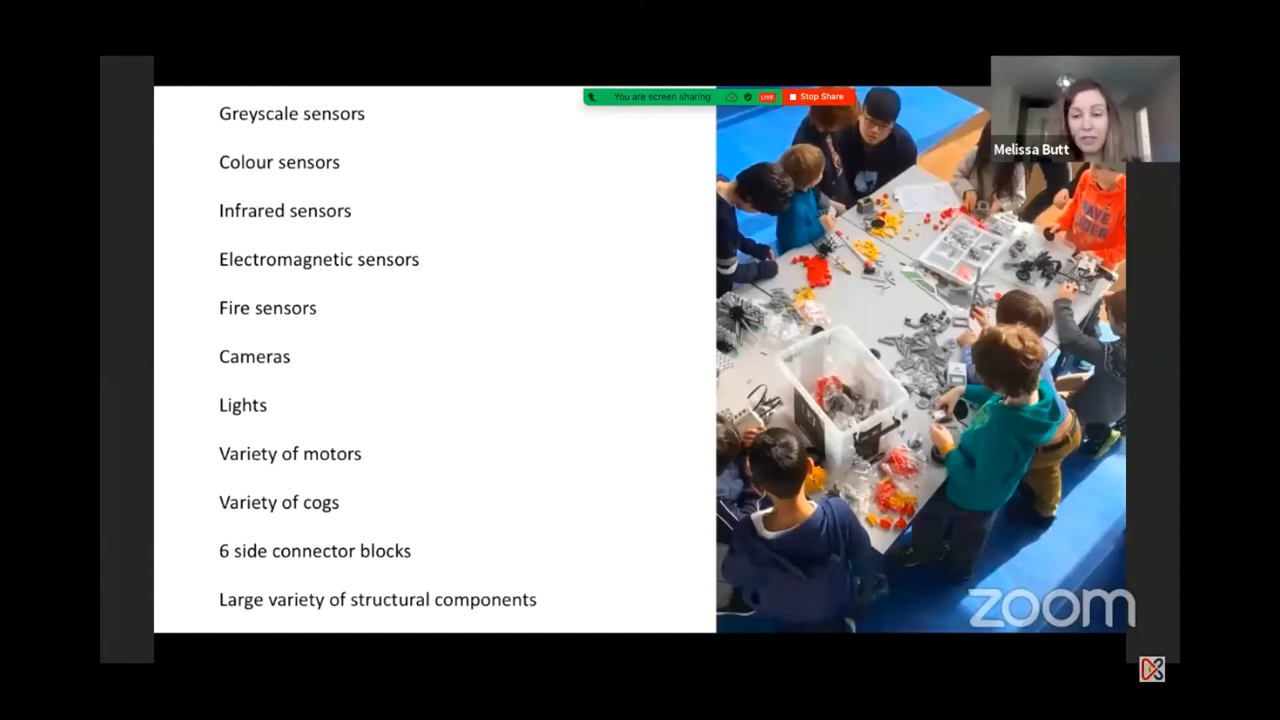 You are screen sharing
LIVE
Stop Share
Melissa Butt
Greyscale sensors
Colour sensors
Infrared sensors
Electromagnetic sensors
Fire sensors
Cameras
Lights
Variety of motors
Variety of cogs
6 side connector blocks
Large variety of structural components
zoom